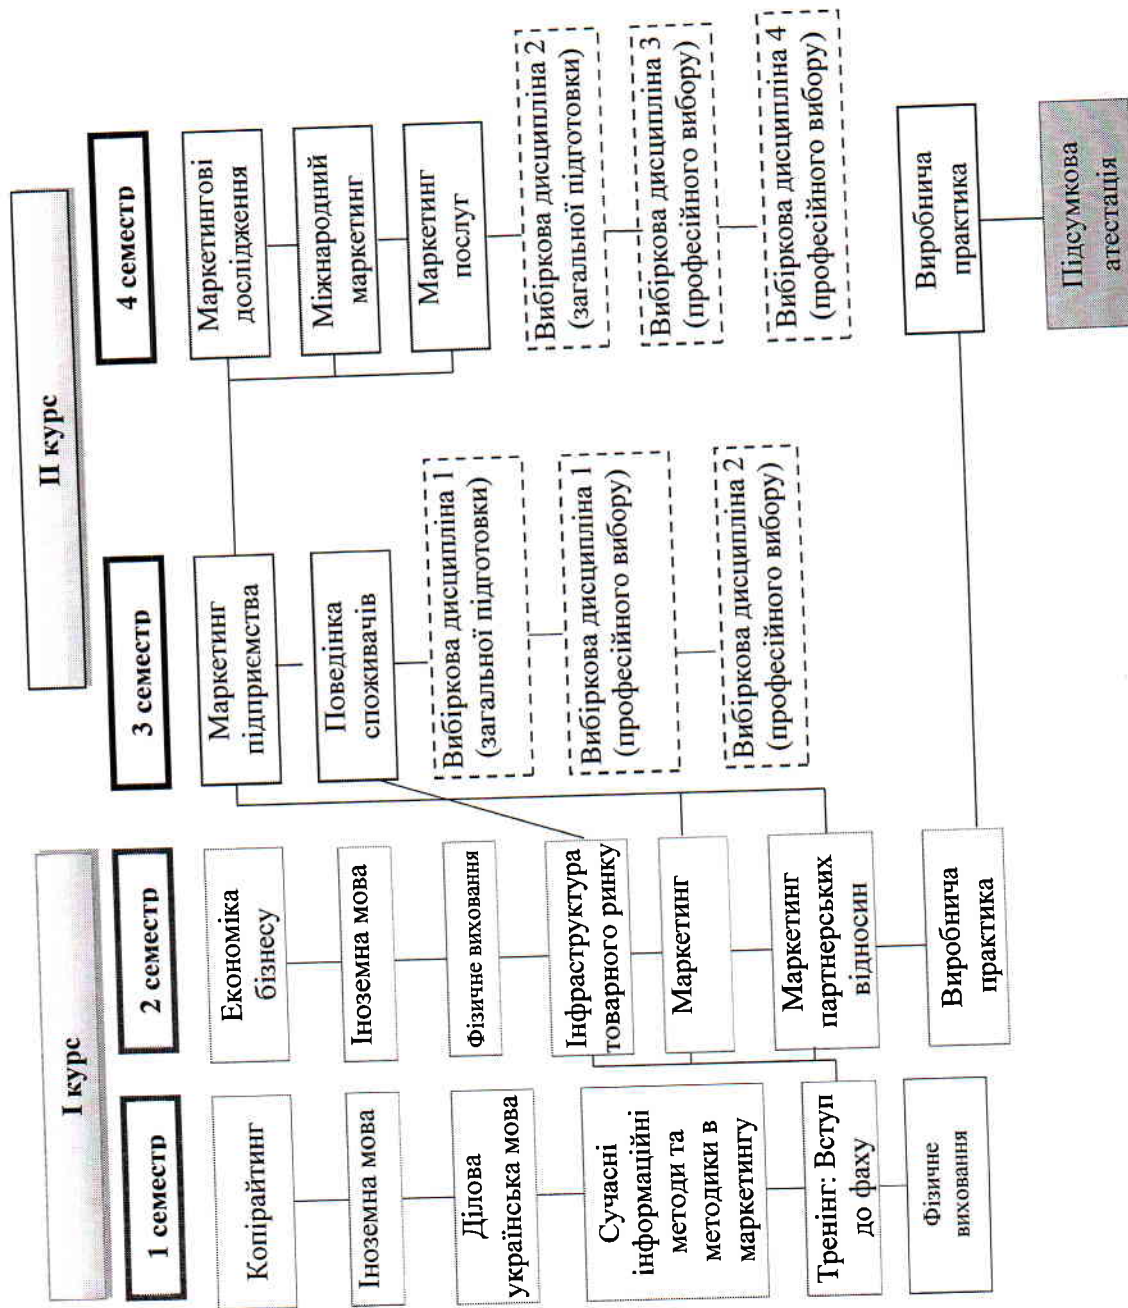 І курс
ІІ курс
1 семестр
2 семестр
3 семестр
4 семестр
Копірайтинг
Іноземна мова
Ділова
українська мова
Сучасні
інформаційні
методи та
методики в
маркетингу
Тренінг: Вступ
до фаху
Фізичне
виховання
Економіка
бізнесу
Іноземна мова
Фізичне виховання
Інфраструктура
товарного ринку
Маркетинг
Маркетинг
партнерських
відносин
Виробнича
практика
Маркетинг
підприємства
Поведінка
споживачів
Вибіркова дисципліна 1
(загальної підготовки)
Вибіркова дисципліна 1
(професійного вибору)
Вибіркова дисципліна 2
(професійного вибору)
Маркетингові
дослідження
Міжнародний
маркетинг
Маркетинг
послуг
Вибіркова дисципліна 2
(загальної підготовки)
Вибіркова дисципліна 3
(професійного вибору)
Вибіркова дисципліна 4
(професійного вибору)
Виробнича
практика
Підсумкова
атестація